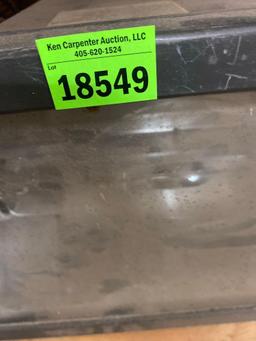 Ken Carpenter Auction, LLC
405-620-1524
Lot
18549